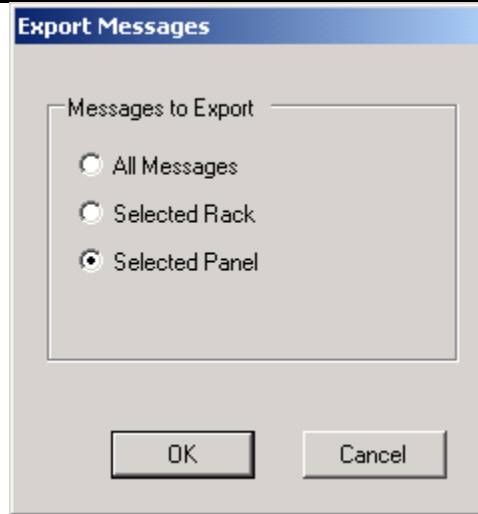 Export Messages
Messages to Export
All Messages
Selected Rack
Selected Panel
OK
Cancel